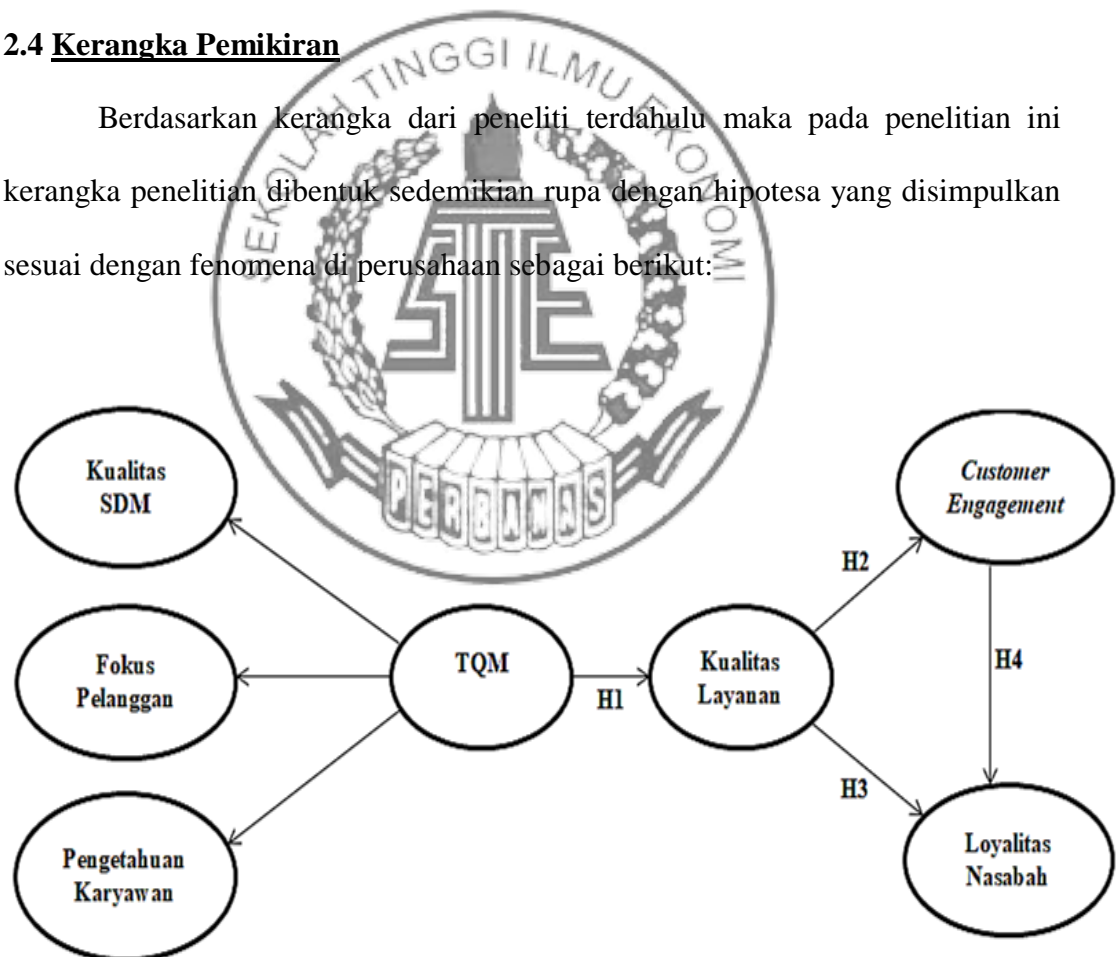 2.4 Kerangka Pemikiran
SEKOLAH TINGGI ILMU EKONOMI
Berdasarkan kerangka dari peneliti terdahulu maka pada penelitian ini
kerangka penelitian dibentuk sedemikian rupa dengan hipotesa yang disimpulkan
sesuai dengan fenomena di perusahaan sebagai berikut:
STIE
PERBANAS
Kualitas
SDM
Customer
Engagement
H2
Fokus
Pelanggan
TQM
H1
Kualitas
Layanan
H4
H3
Pengetahuan
Karyawan
Loyalitas
Nasabah